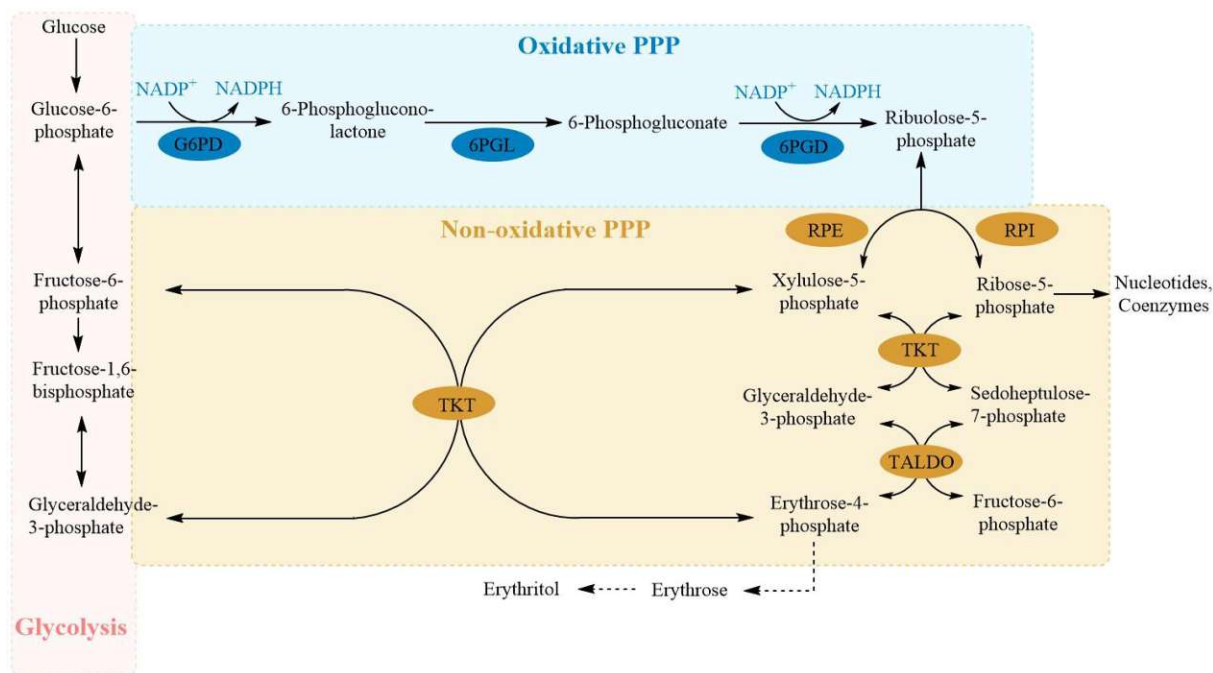 Glucose
Oxidative PPP
NADP+
NADPH
NADP+
NADPH
Glucose-6-
phosphate
6-Phosphoglucono-
lactone
6-Phosphogluconate
Ribuolose-5-
phosphate
G6PD
6PGL
6PGD
Non-oxidative PPP
RPE
RPI
Fructose-6-
phosphate
Xylulose-5-
phosphate
Ribose-5-
phosphate
Nucleotides,
Coenzymes
TKT
Fructose-1,6-
bisphosphate
TKT
Glyceraldehyde-
3-phosphate
Sedoheptulose-
7-phosphate
TALDO
Glyceraldehyde-
3-phosphate
Erythrose-4-
phosphate
Fructose-6-
phosphate
Erythritol
Erythrose
Glycolysis